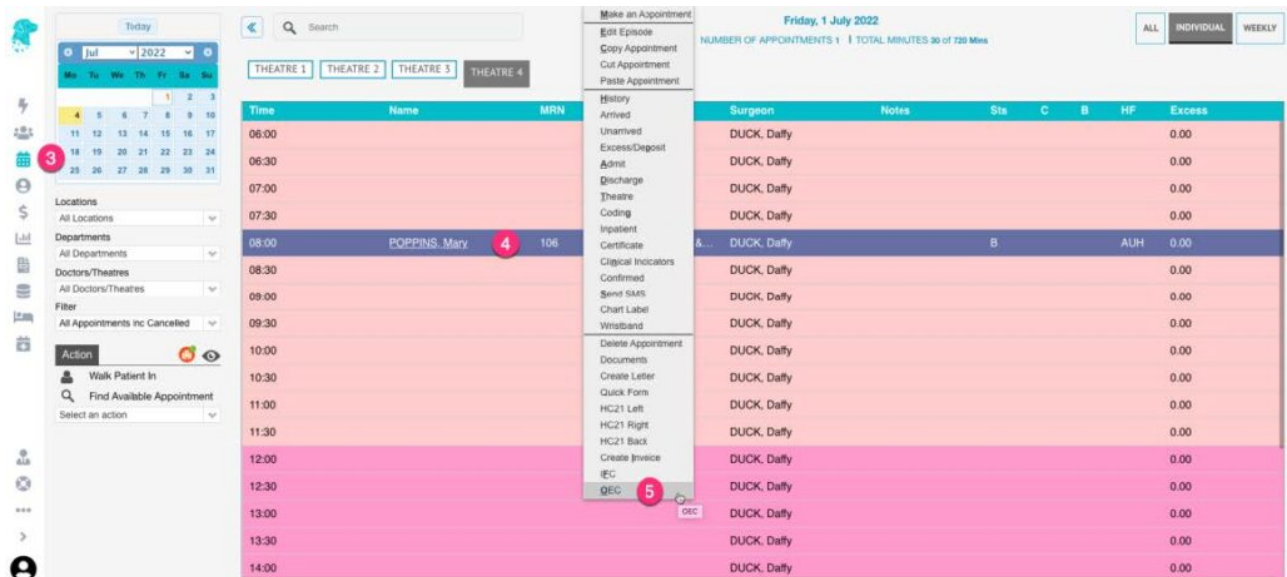 Today
Jul 2022
Mo Tu We Th Fr Sa Su
1 2 3
4 5 6 7 8 9 10
11 12 13 14 15 16 17
18 19 20 21 22 23 24
25 26 27 28 29 30 31
3
Locations
All Locations
Departments
All Departments
Doctors/Theatres
All Doctors/Theatres
Filter
All Appointments inc Cancelled
Action
Walk Patient In
Find Available Appointment
Select an action
Search
THEATRE 1 THEATRE 2 THEATRE 3 THEATRE 4
Friday, 1 July 2022
NUMBER OF APPOINTMENTS 1 | TOTAL MINUTES 30 of 720 Mins
ALL INDIVIDUAL WEEKLY
Time Name MRN Surgeon Notes Sts C B HF Excess
06:00 DUCK, Daffy 0.00
06:30 DUCK, Daffy 0.00
07:00 DUCK, Daffy 0.00
07:30 DUCK, Daffy 0.00
08:00 POPPINS, Mary 4 106 &... DUCK, Daffy B AUH 0.00
08:30 DUCK, Daffy 0.00
09:00 DUCK, Daffy 0.00
09:30 DUCK, Daffy 0.00
10:00 DUCK, Daffy 0.00
10:30 DUCK, Daffy 0.00
11:00 DUCK, Daffy 0.00
11:30 DUCK, Daffy 0.00
12:00 DUCK, Daffy 0.00
12:30 DUCK, Daffy 0.00
13:00 DUCK, Daffy 0.00
13:30 DUCK, Daffy 0.00
14:00 DUCK, Daffy 0.00
Make an Appointment
Edit Episode
Copy Appointment
Cut Appointment
Paste Appointment
History
Arrived
Unarrived
Excess/Deposit
Admit
Discharge
Theatre
Coding
Inpatient
Certificate
Clinical Indicators
Confirmed
Send SMS
Chart Label
Wristband
Delete Appointment
Documents
Create Letter
Quick Form
HC21 Left
HC21 Right
HC21 Back
Create Invoice
IFC
OEC 5
OEC